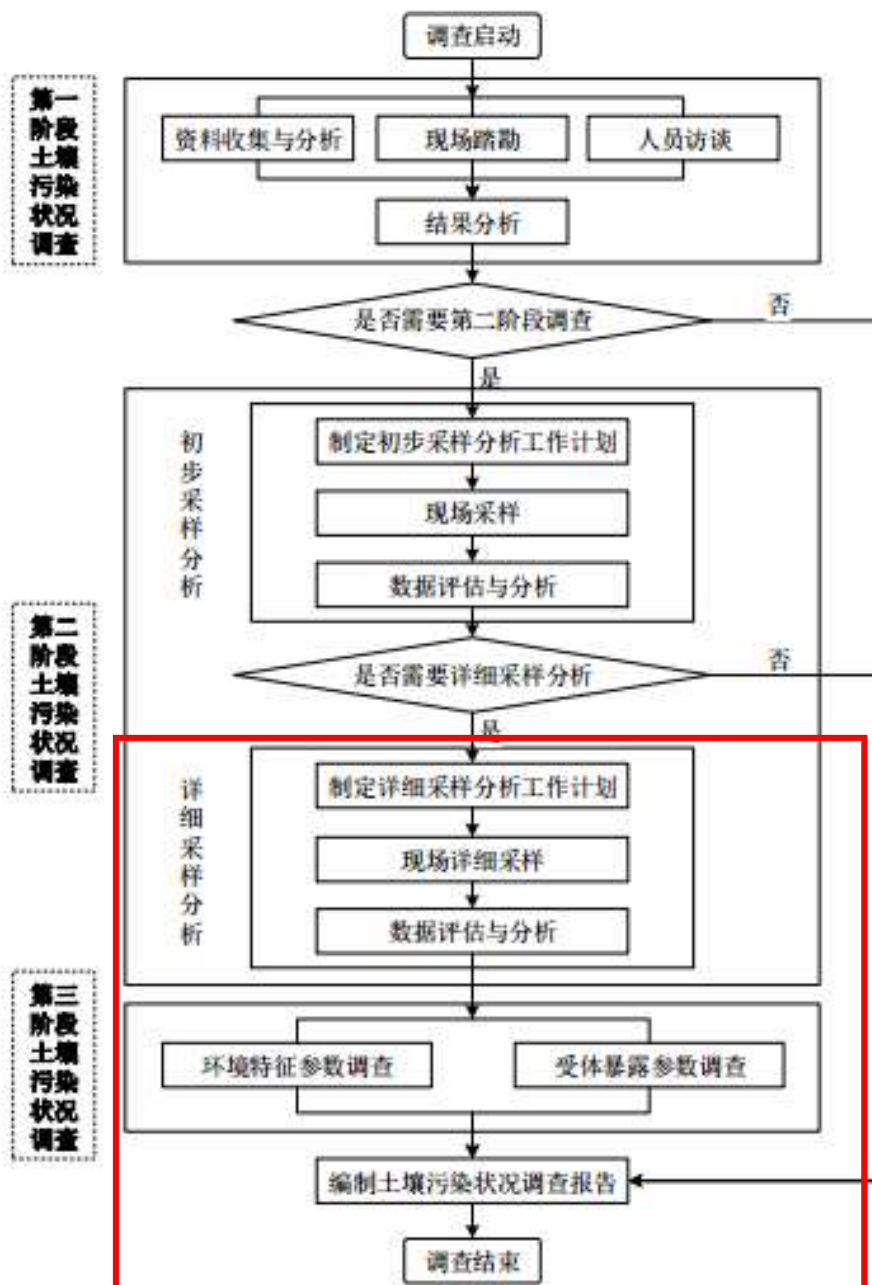 调查启动
第一
阶段
土壤
污染
状况
调查
资料收集与分析
现场踏勘
人员访谈
结果分析
是否需要第二阶段调查
否
是
初
步
采
样
分
析
制定初步采样分析工作计划
现场采样
数据评估与分析
第二
阶段
土壤
污染
状况
调查
是否需要详细采样分析
否
是
详
细
采
样
分
析
制定详细采样分析工作计划
现场详细采样
数据评估与分析
第三
阶段
土壤
污染
状况
调查
环境特征参数调查
受体暴露参数调查
编制土壤污染状况调查报告
调查结束